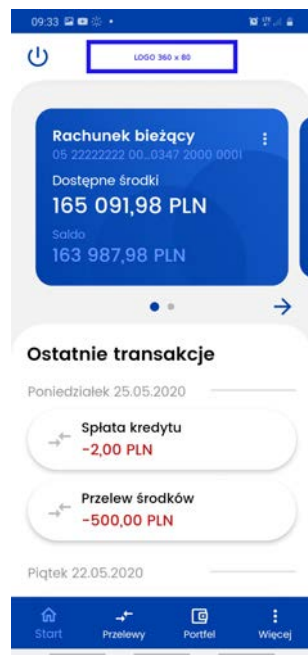 09:33
LOGO 360 x 80
Rachunek bieżący
05 22222222 00...0347 2000 0001
Dostępne środki
165 091,98 PLN
Saldo
163 987,98 PLN
Ostatnie transakcje
Poniedziałek 25.05.2020
Spłata kredytu
-2,00 PLN
Przelew środków
-500,00 PLN
Piątek 22.05.2020
Start Przelewy Portfel Więcej